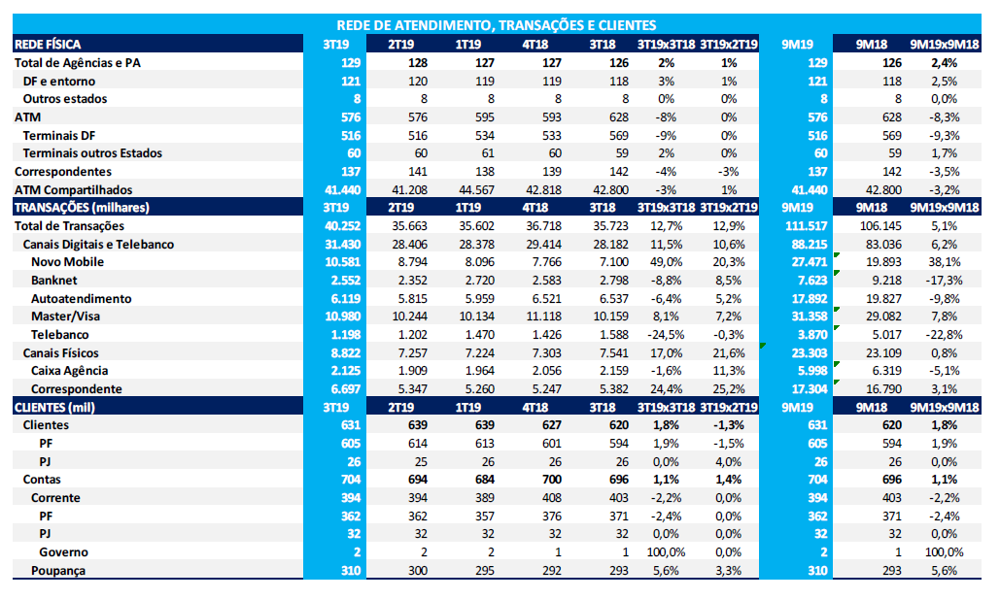 REDE DE ATENDIMENTO, TRANSAÇÕES E CLIENTES
REDE FÍSICA 3T19 2T19 1T19 4T18 3T18 3T19x3T18 3T19x2T19 9M19 9M18 9M19x9M18
Total de Agências e PA 129 128 127 127 126 2% 1% 129 126 2,4%
DF e entorno 121 120 119 119 118 3% 1% 121 118 2,5%
Outros estados 8 8 8 8 8 0% 0% 8 8 0,0%
ATM 576 576 595 593 628 -8% 0% 576 628 -8,3%
Terminais DF 516 516 534 533 569 -9% 0% 516 569 -9,3%
Terminais outros Estados 60 60 61 60 59 2% 0% 60 59 1,7%
Correspondentes 137 141 138 139 142 -4% -3% 137 142 -3,5%
ATM Compartilhados 41.440 41.208 44.567 42.818 42.800 -3% 1% 41.440 42.800 -3,2%
TRANSAÇÕES (milhares) 3T19 2T19 1T19 4T18 3T18 3T19x3T18 3T19x2T19 9M19 9M18 9M19x9M18
Total de Transações 40.252 35.663 35.602 36.718 35.723 12,7% 12,9% 111.517 106.145 5,1%
Canais Digitais e Telebanco 31.430 28.406 28.378 29.414 28.182 11,5% 10,6% 88.215 83.036 6,2%
Novo Mobile 10.581 8.794 8.096 7.766 7.100 49,0% 20,3% 27.471 19.893 38,1%
Banknet 2.552 2.352 2.720 2.583 2.798 -8,8% 8,5% 7.623 9.218 -17,3%
Autoatendimento 6.119 5.815 5.959 6.521 6.537 -6,4% 5,2% 17.892 19.827 -9,8%
Master/Visa 10.980 10.244 10.134 11.118 10.159 8,1% 7,2% 31.358 29.082 7,8%
Telebanco 1.198 1.202 1.470 1.426 1.588 -24,5% -0,3% 3.870 5.017 -22,8%
Canais Físicos 8.822 7.257 7.224 7.303 7.541 17,0% 21,6% 23.303 23.109 0,8%
Caixa Agência 2.125 1.909 1.964 2.056 2.159 -1,6% 11,3% 5.998 6.319 -5,1%
Correspondente 6.697 5.347 5.260 5.247 5.382 24,4% 25,2% 17.304 16.790 3,1%
CLIENTES (mil) 3T19 2T19 1T19 4T18 3T18 3T19x3T18 3T19x2T19 9M19 9M18 9M19x9M18
Clientes 631 639 639 627 620 1,8% -1,3% 631 620 1,8%
PF 605 614 613 601 594 1,9% -1,5% 605 594 1,9%
PJ 26 25 26 26 26 0,0% 4,0% 26 26 0,0%
Contas 704 694 684 700 696 1,1% 1,4% 704 696 1,1%
Corrente 394 394 389 408 403 -2,2% 0,0% 394 403 -2,2%
PF 362 362 357 376 371 -2,4% 0,0% 362 371 -2,4%
PJ 32 32 32 32 32 0,0% 0,0% 32 32 0,0%
Governo 2 2 2 1 1 100,0% 0,0% 2 1 100,0%
Poupança 310 300 295 292 293 5,6% 3,3% 310 293 5,6%